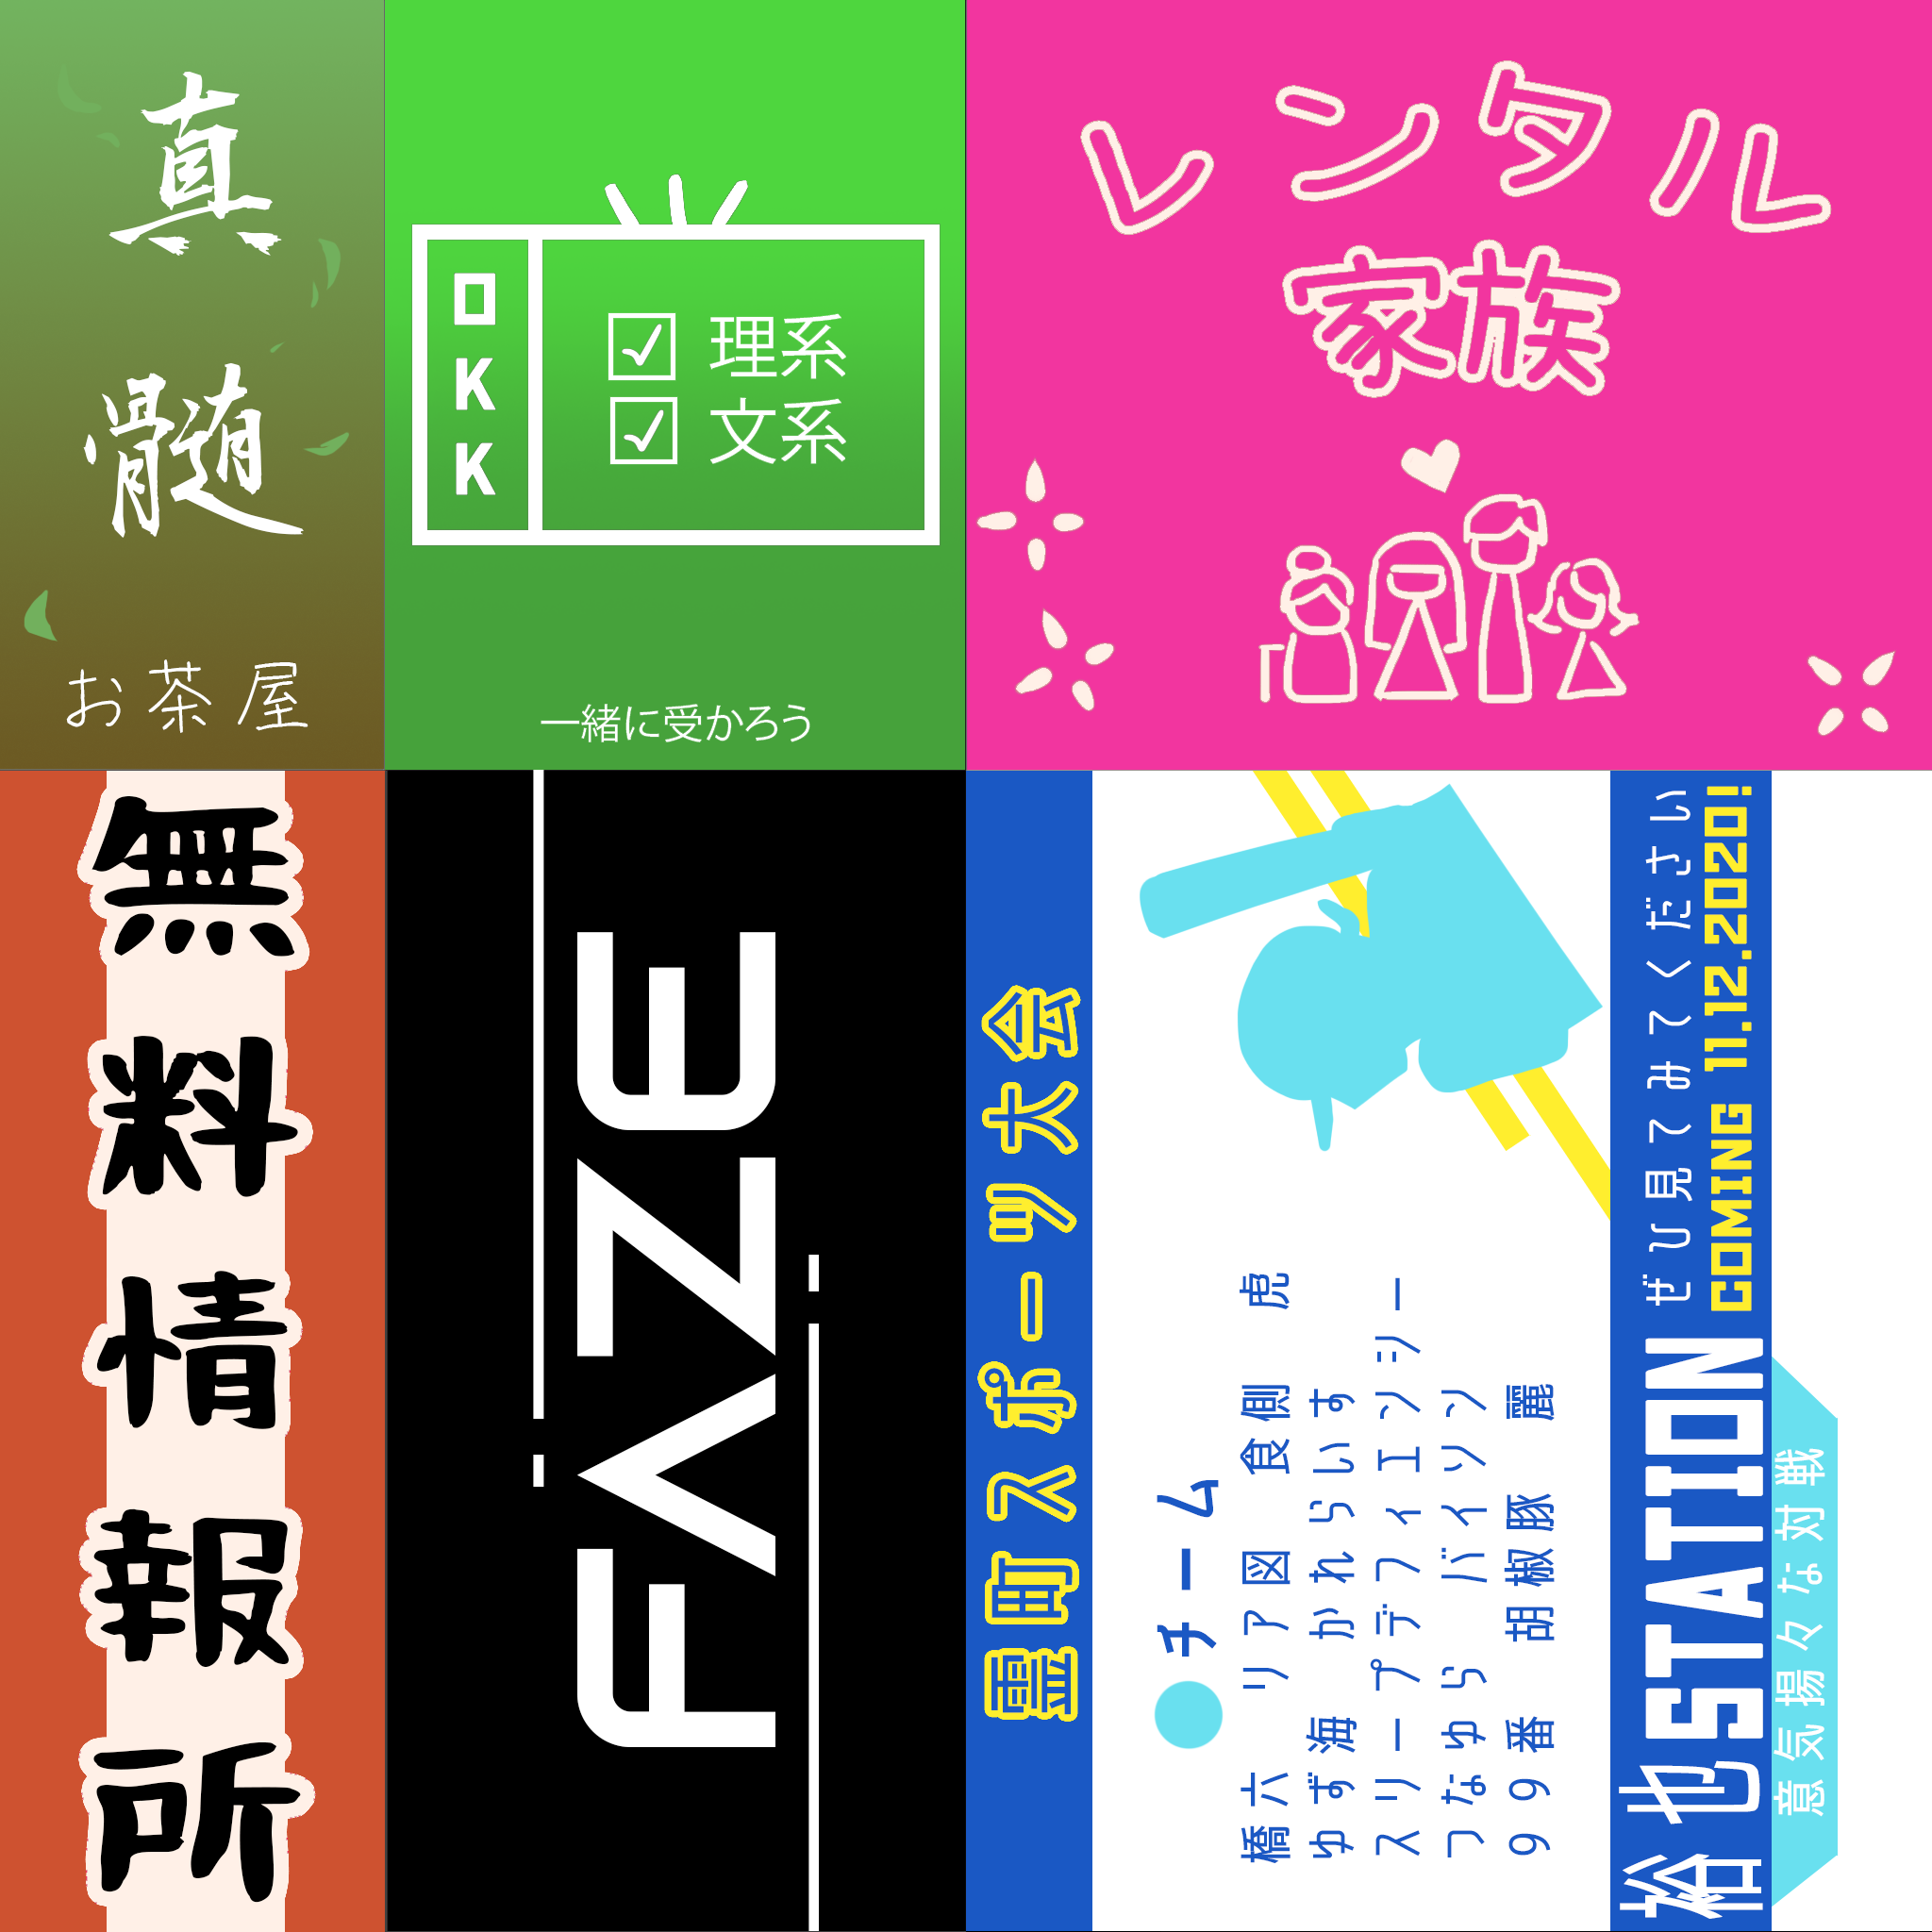 真髄
お茶屋
OKK
理系
文系
一緒に受かろう
レンタル
家族
無料情報所
FAZE
霊町スポーツ大会
チーム
橋六 リア図 食側 虎
ゆず海 かれらいお
スリープデフィエンシー
つなゆら バイソン
99番 胡椒豚 麗
裕也STATION
ぜひ見てみてください
COMING 11.12.2020!
意気揚々な対戦